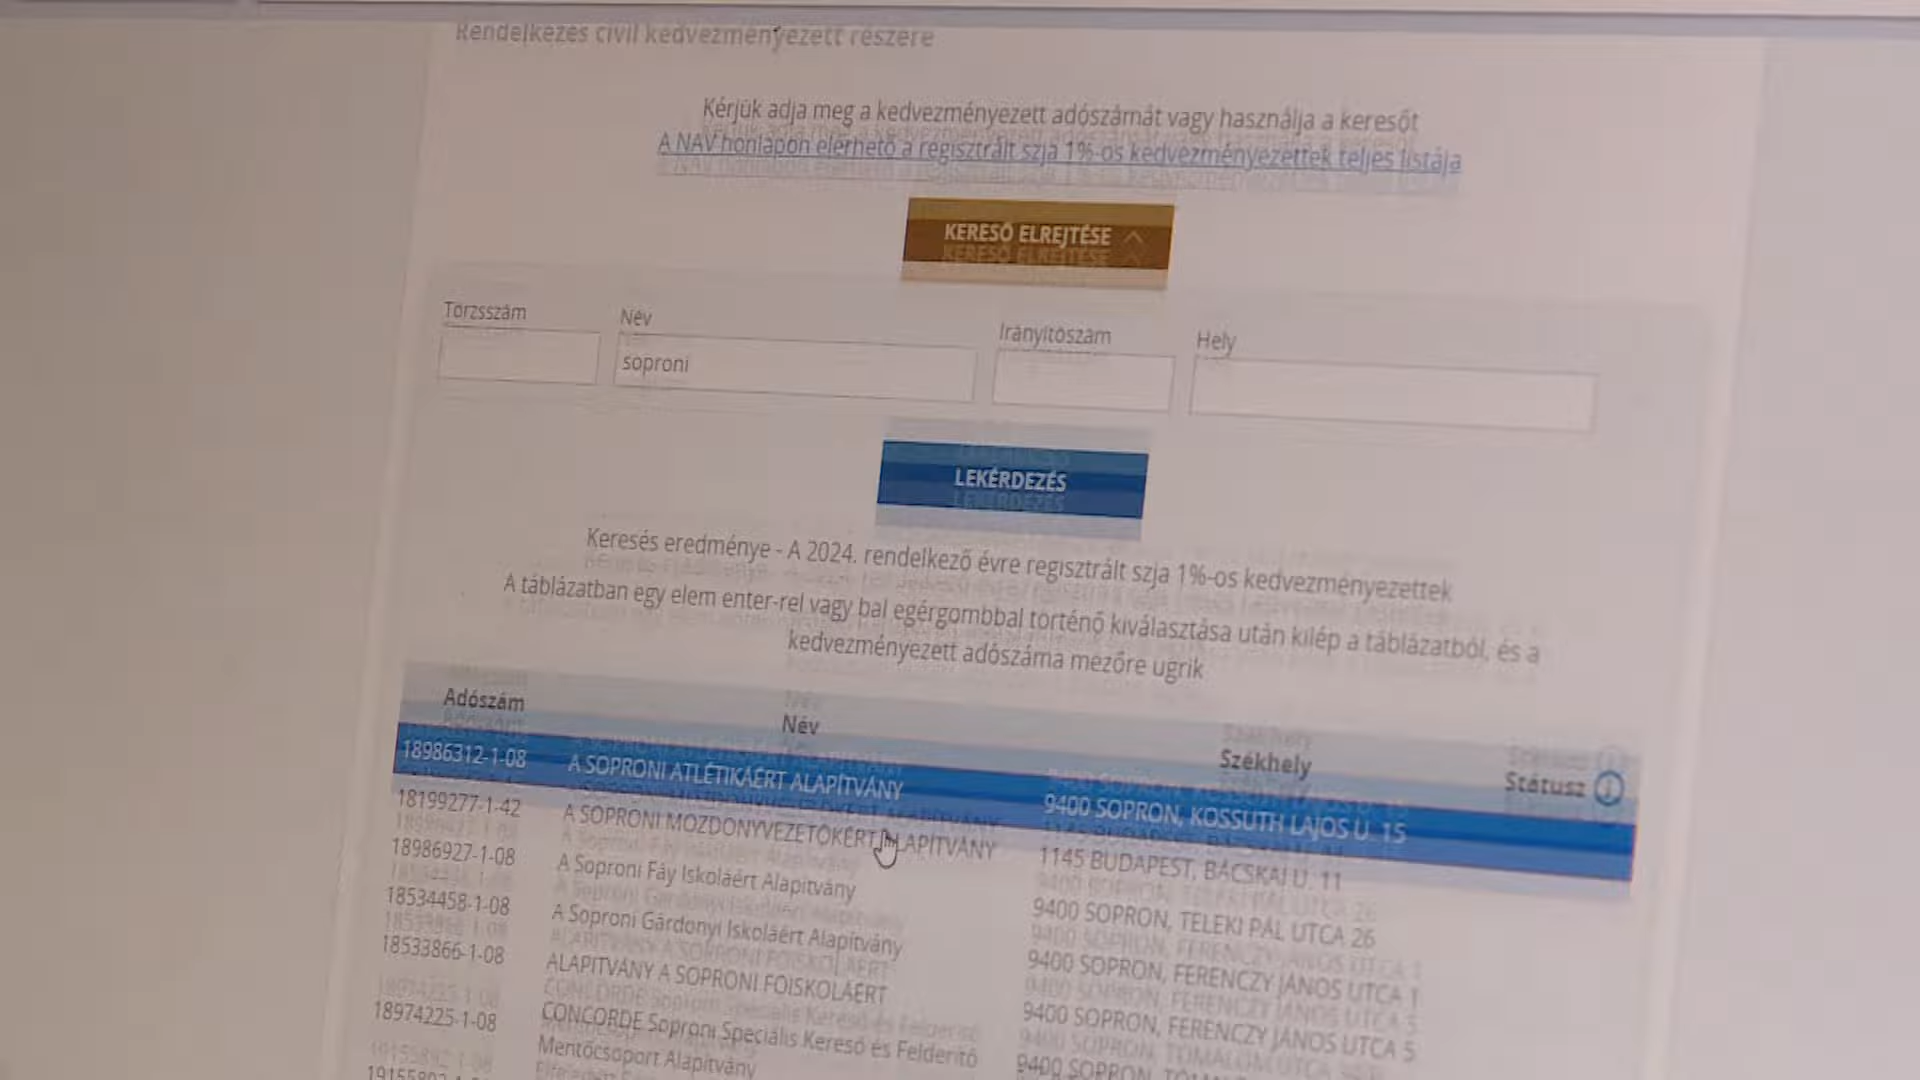 Rendelkezés civil kedvezményezett részére
Kérjük adja meg a kedvezményezett adószámát vagy használja a keresőt
A NAV honlapon elérhető a regisztrált szja 1%-os kedvezményezettek teljes listája
KERESŐ ELREJTÉSE
Törzsszám
Név
Irányítószám
Hely
soproni
LEKÉRDEZÉS
Keresés eredménye - A 2024. rendelkező évre regisztrált szja 1%-os kedvezményezettek
A táblázatban egy elem enter-rel vagy bal egérgombbal történő kiválasztása után kilép a táblázatból, és a
kedvezményezett adószáma mezőre ugrik
Adószám Név Székhely Státusz
18986312-1-08 A SOPRONI ATLÉTIKÁÉRT ALAPÍTVÁNY 9400 SOPRON, KOSSUTH LAJOS U. 15
18199277-1-42 A SOPRONI MOZDONYVEZETŐKÉRT ALAPÍTVÁNY 1145 BUDAPEST, BÁCSKAI U. 11
18986927-1-08 A Soproni Fáy Iskoláért Alapítvány 9400 SOPRON, TELEKI PÁL UTCA 26
18534458-1-08 A Soproni Gárdonyi Iskoláért Alapítvány 9400 SOPRON, FERENCZY JÁNOS UTCA 1
18533866-1-08 ALAPÍTVÁNY A SOPRONI FŐISKOLÁÉRT 9400 SOPRON, FERENCZY JÁNOS UTCA 5
18974225-1-08 CONCORDE Soproni Speciális Kereső és Felderítő 9400 SOPRON,
Mentőcsoport Alapítvány